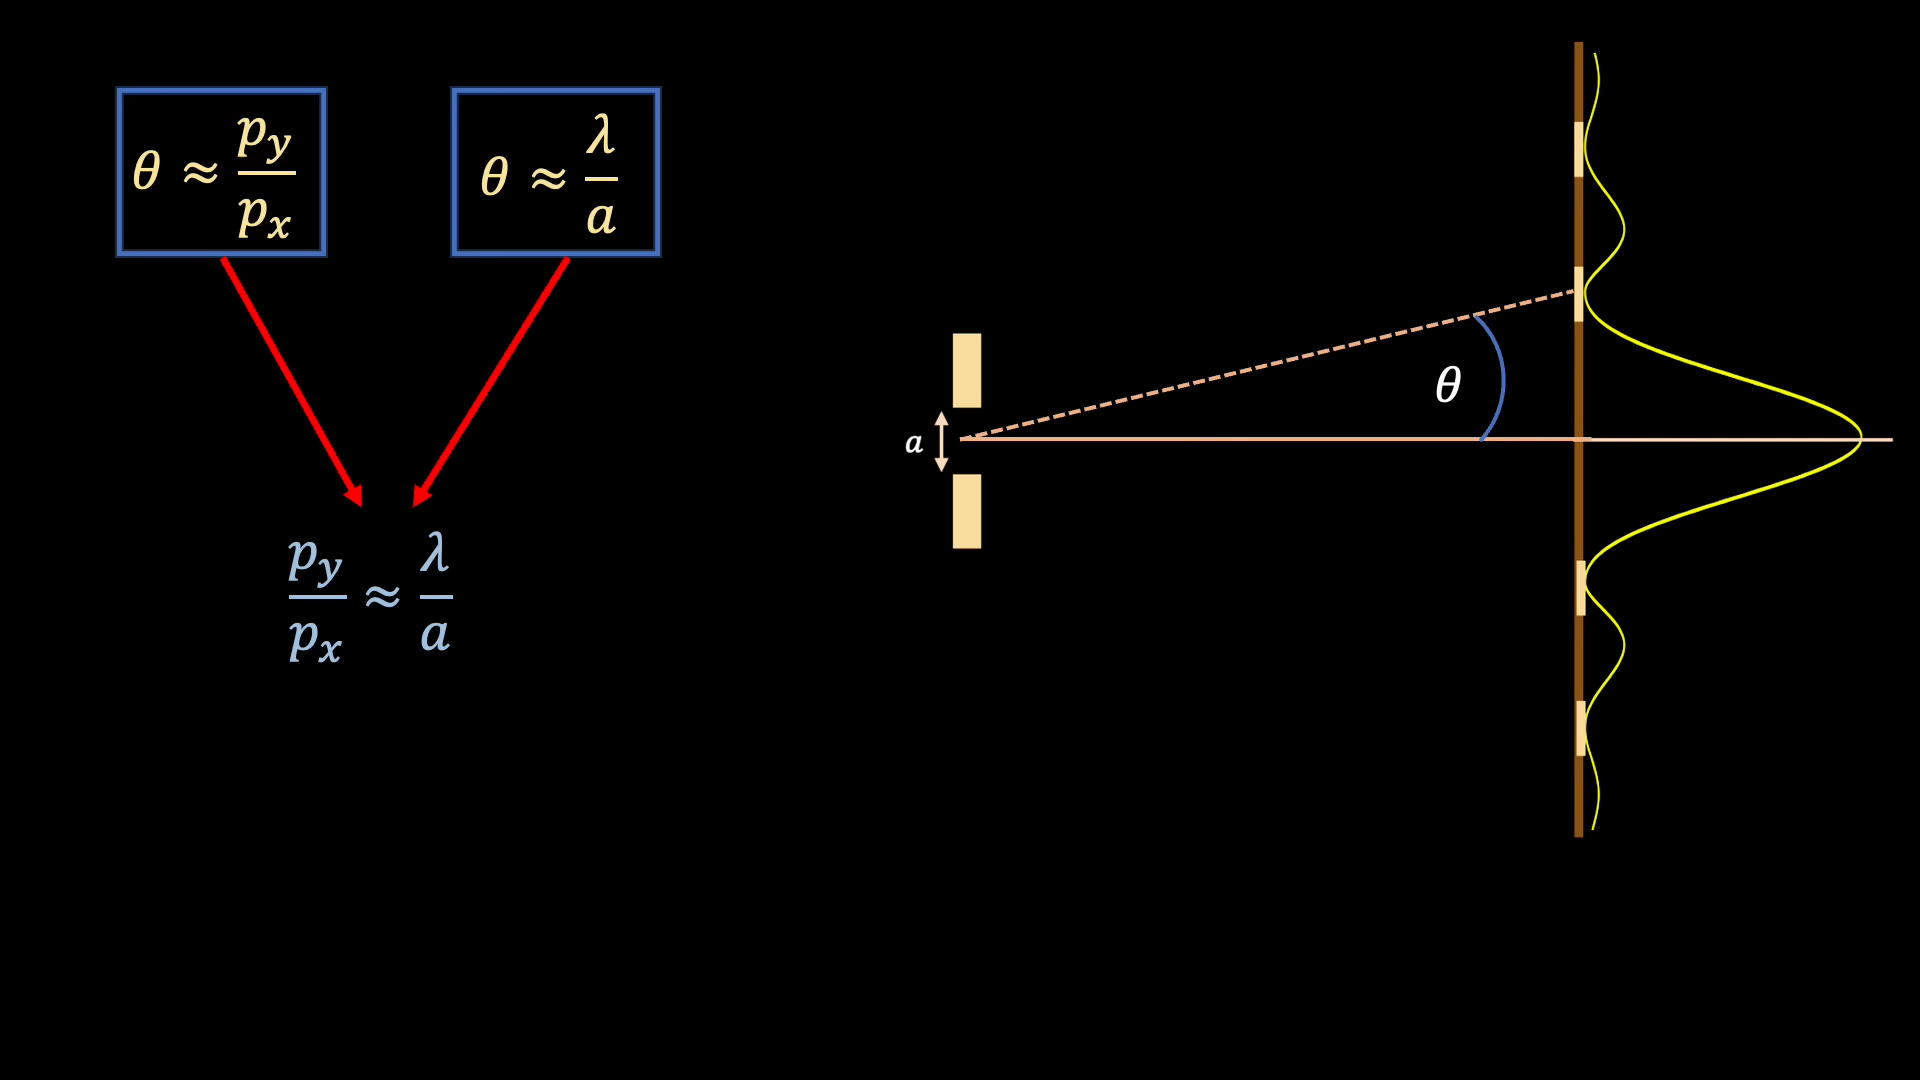 θ ≈ p_y / p_x
θ ≈ λ / a
p_y / p_x ≈ λ / a
a
θ